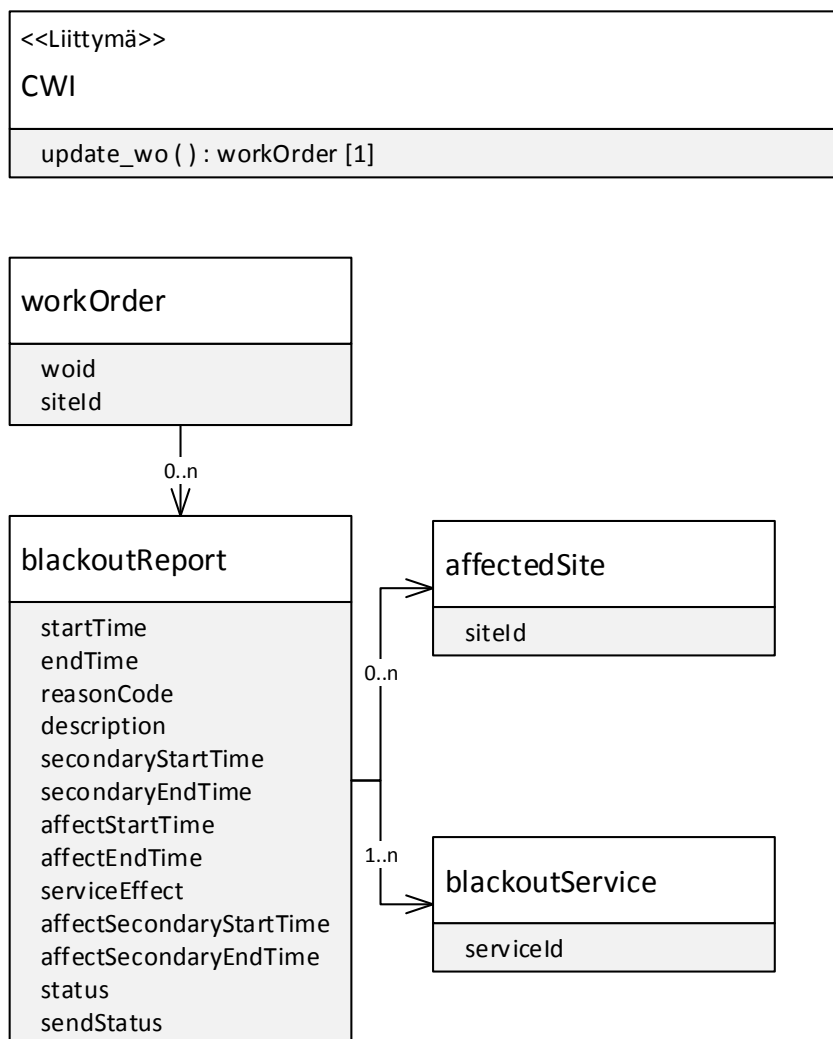 <<Liittymä>>
CWI
update_wo ( ) : workOrder [1]
workOrder
woid
siteId
0..n
blackoutReport
startTime
endTime
reasonCode
description
secondaryStartTime
secondaryEndTime
affectStartTime
affectEndTime
serviceEffect
affectSecondaryStartTime
affectSecondaryEndTime
status
sendStatus
0..n
1..n
affectedSite
siteId
blackoutService
serviceId